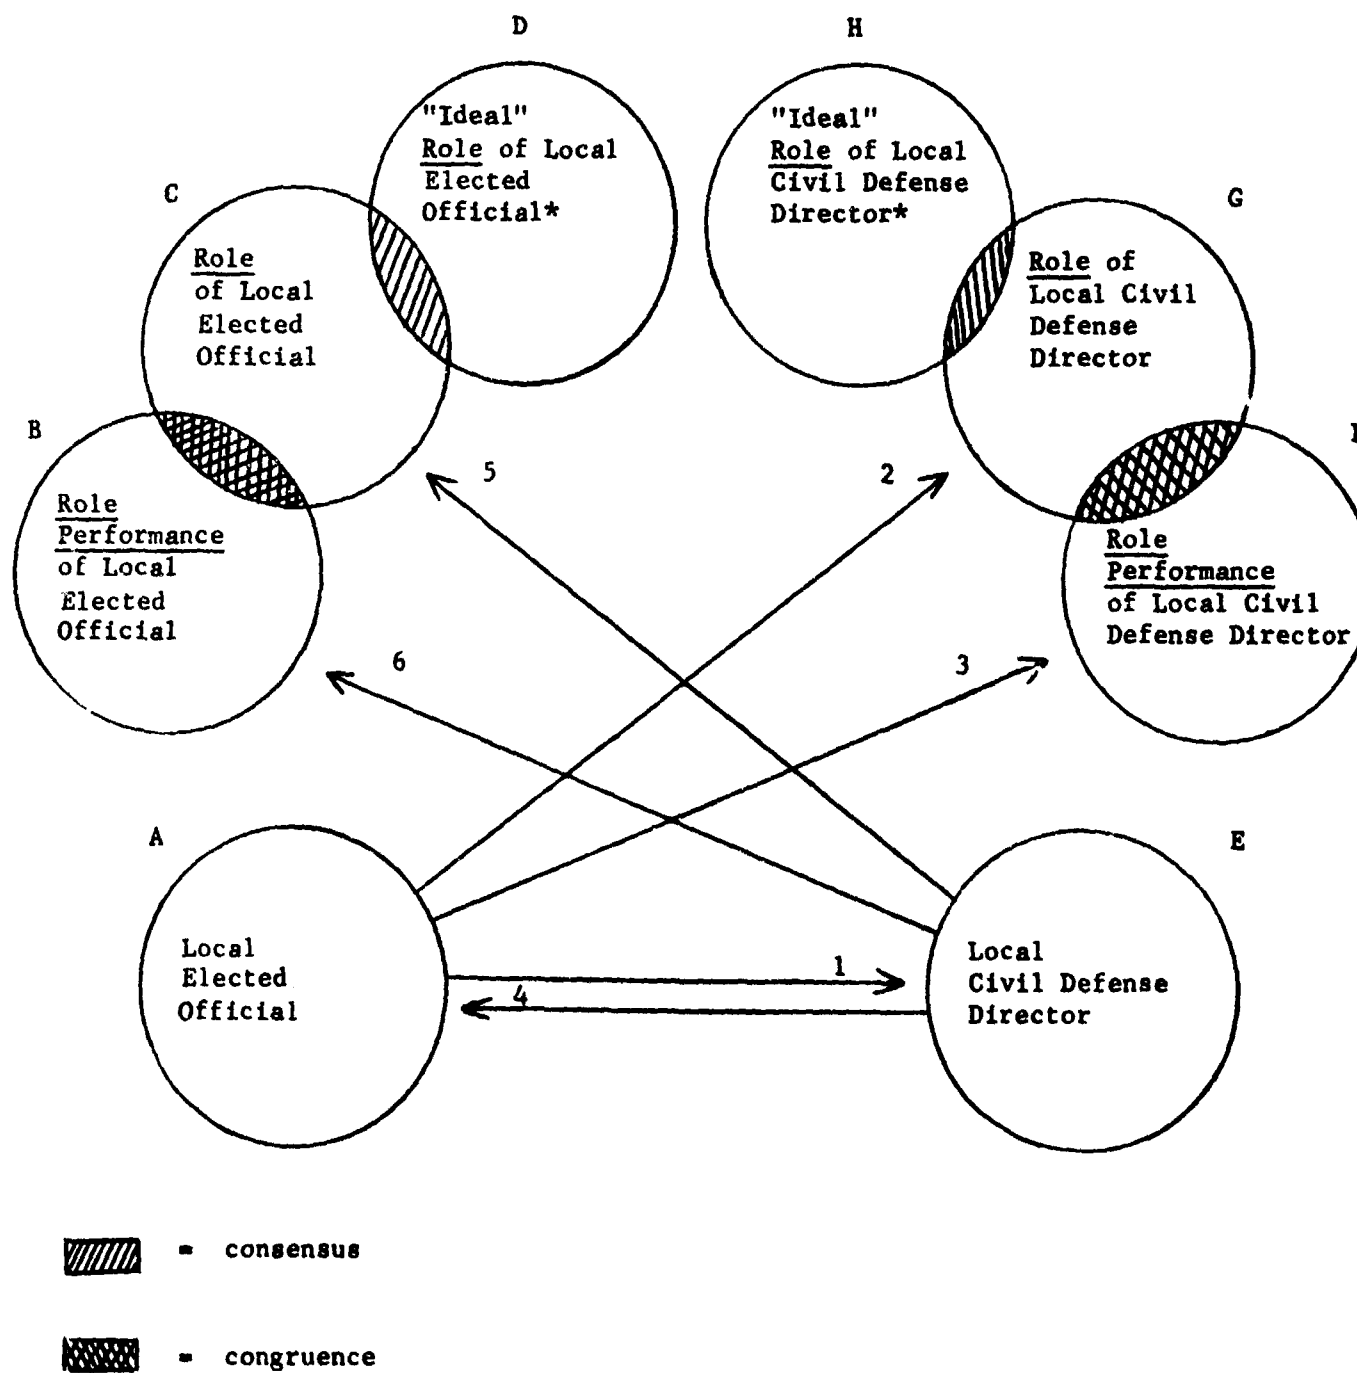 D
H
"Ideal"
Role of Local
Elected
Official*
"Ideal"
Role of Local
Civil Defense
Director*
C
G
Role
of Local
Elected
Official
Role of
Local Civil
Defense
Director
B
Role
Performance
of Local
Elected
Official
Role
Performance
of Local Civil
Defense Director
5
2
6
3
A
E
Local
Elected
Official
Local
Civil Defense
Director
1
4
= consensus
= congruence